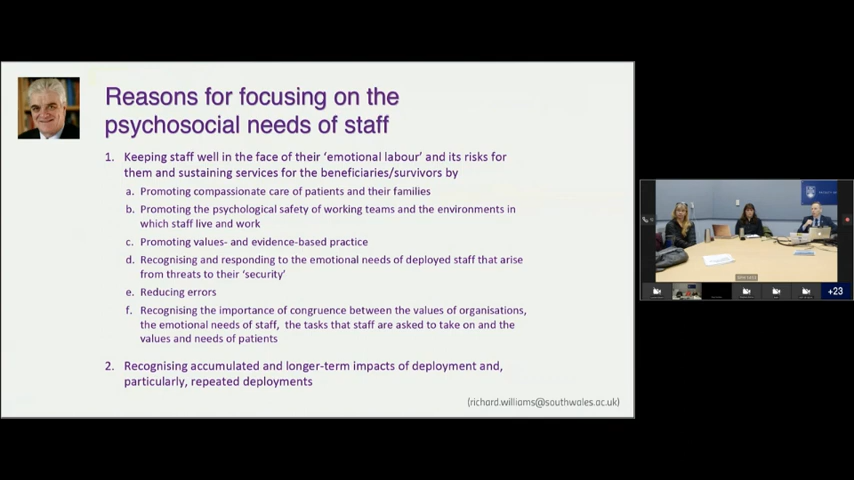 Reasons for focusing on the
psychosocial needs of staff
1. Keeping staff well in the face of their ‘emotional labour’ and its risks for
them and sustaining services for the beneficiaries/survivors by
a. Promoting compassionate care of patients and their families
b. Promoting the psychological safety of working teams and the environments in
which staff live and work
c. Promoting values- and evidence-based practice
d. Recognising and responding to the emotional needs of deployed staff that arise
from threats to their ‘security’
e. Reducing errors
f. Recognising the importance of congruence between the values of organisations,
the emotional needs of staff, the tasks that staff are asked to take on and the
values and needs of patients
2. Recognising accumulated and longer-term impacts of deployment and,
particularly, repeated deployments
(richard.williams@southwales.ac.uk)
+23